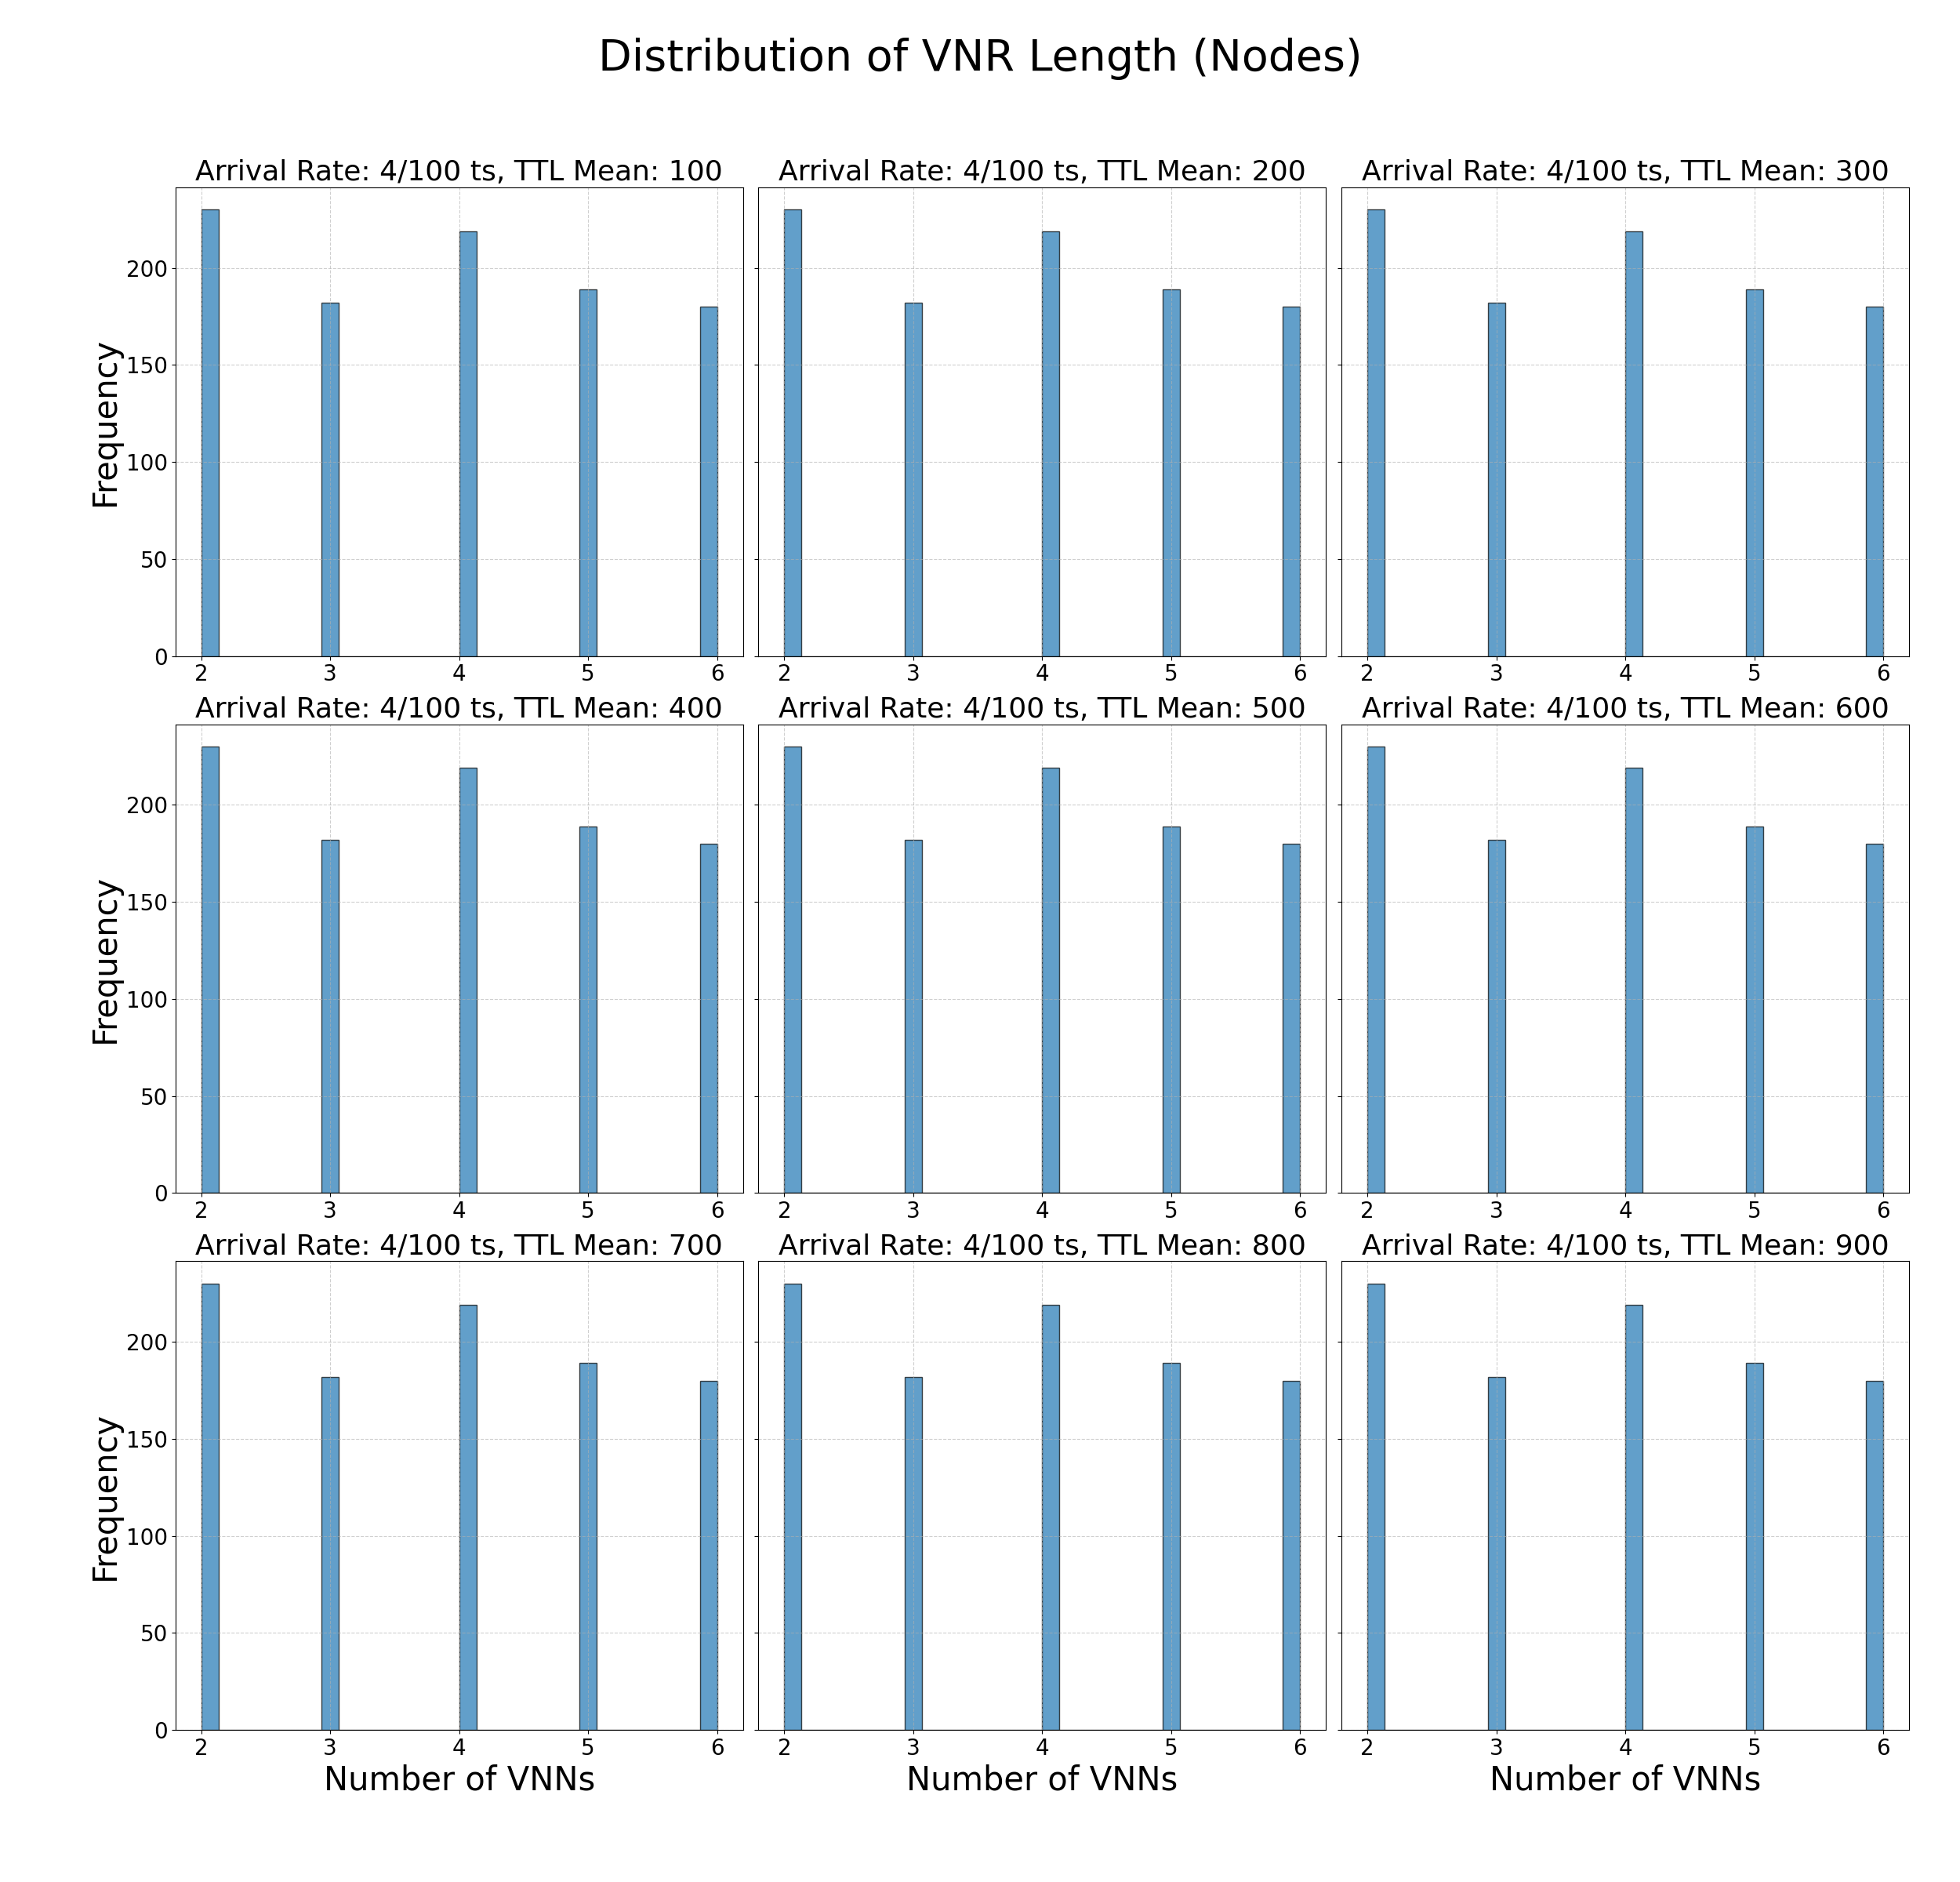 Distribution of VNR Length (Nodes)
Arrival Rate: 4/100 ts, TTL Mean: 100
Arrival Rate: 4/100 ts, TTL Mean: 200
Arrival Rate: 4/100 ts, TTL Mean: 300
Frequency
200
150
100
50
0
2 3 4 5 6
2 3 4 5 6
2 3 4 5 6
Arrival Rate: 4/100 ts, TTL Mean: 400
Arrival Rate: 4/100 ts, TTL Mean: 500
Arrival Rate: 4/100 ts, TTL Mean: 600
Frequency
200
150
100
50
0
2 3 4 5 6
2 3 4 5 6
2 3 4 5 6
Arrival Rate: 4/100 ts, TTL Mean: 700
Arrival Rate: 4/100 ts, TTL Mean: 800
Arrival Rate: 4/100 ts, TTL Mean: 900
Frequency
200
150
100
50
0
2 3 4 5 6
2 3 4 5 6
2 3 4 5 6
Number of VNNs
Number of VNNs
Number of VNNs